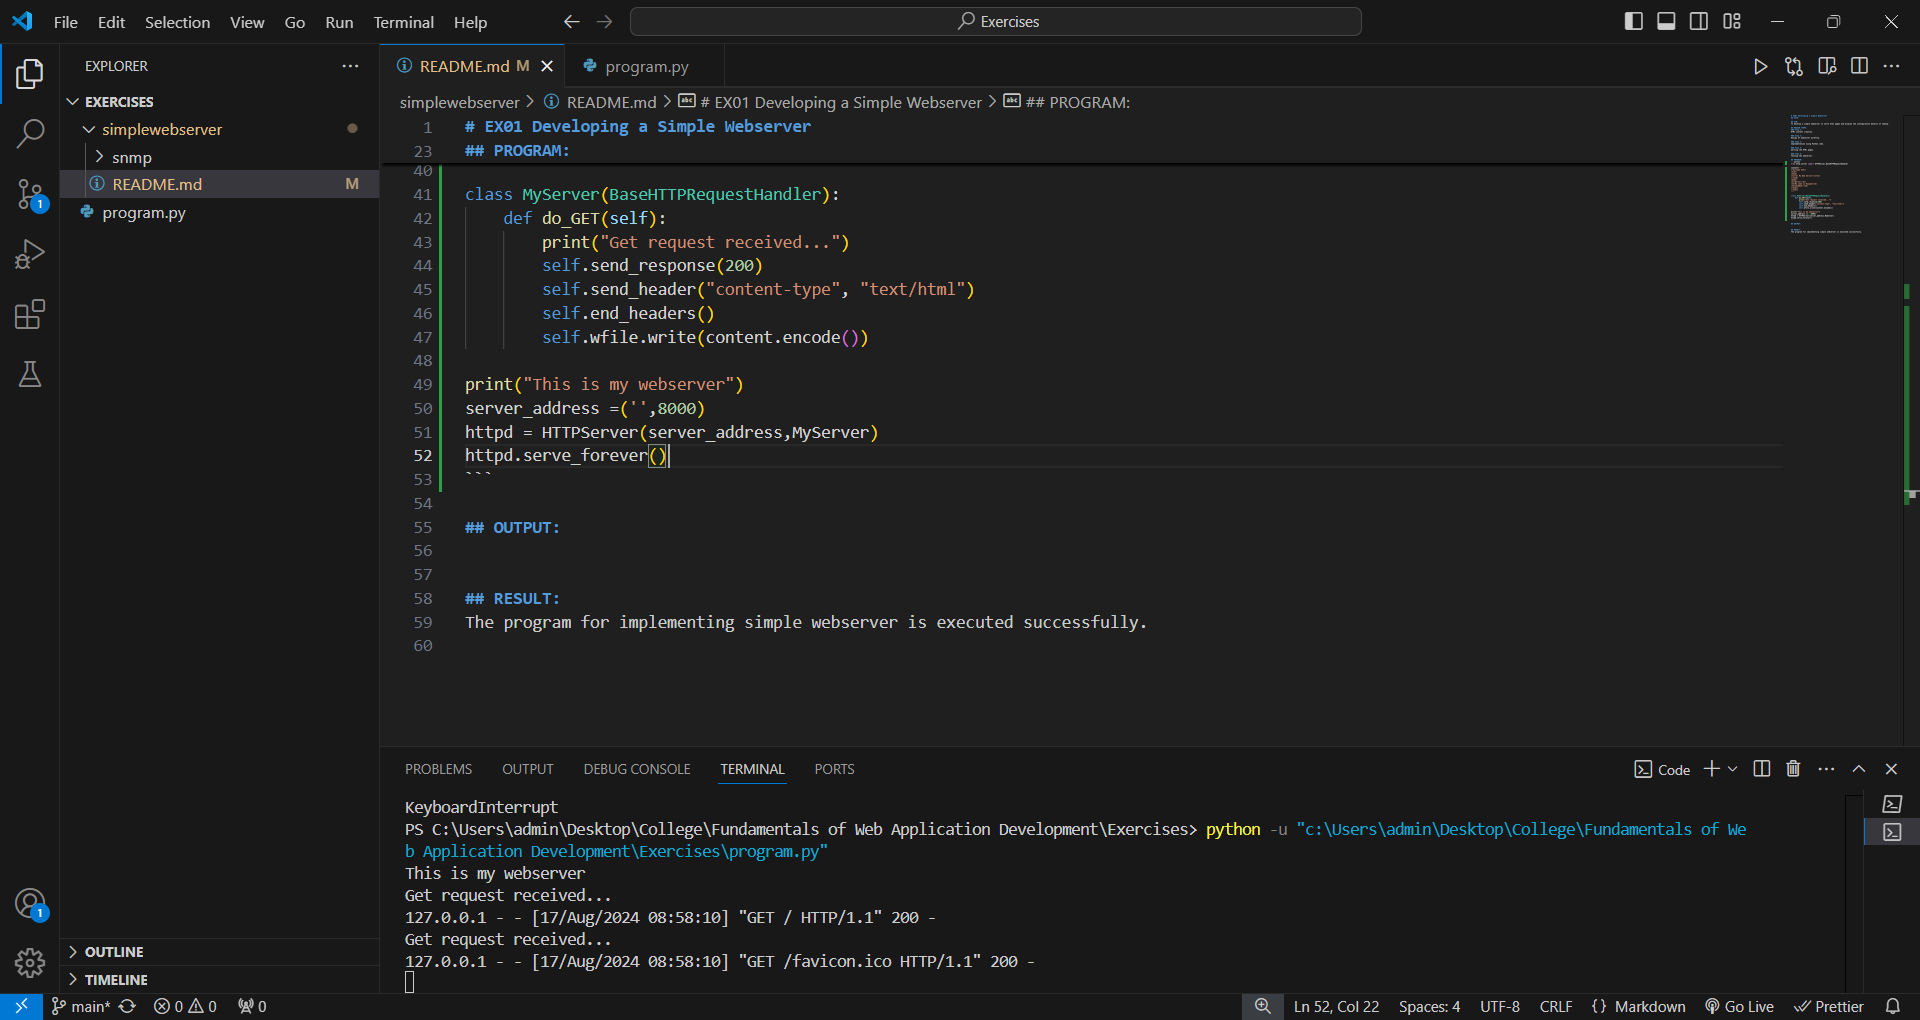 File Edit Selection View Go Run Terminal Help
Exercises
EXPLORER
EXERCISES
simplewebserver
snmp
README.md M
program.py
1
1
OUTLINE
TIMELINE
README.md M
program.py
simplewebserver > README.md > # EX01 Developing a Simple Webserver > ## PROGRAM:
1 # EX01 Developing a Simple Webserver
23 ## PROGRAM:
40
41 class MyServer(BaseHTTPRequestHandler):
42 def do_GET(self):
43 print("Get request received...")
44 self.send_response(200)
45 self.send_header("content-type", "text/html")
46 self.end_headers()
47 self.wfile.write(content.encode())
48
49 print("This is my webserver")
50 server_address =('',8000)
51 httpd = HTTPServer(server_address,MyServer)
52 httpd.serve_forever()
53 ```
54
55 ## OUTPUT:
56
57
58 ## RESULT:
59 The program for implementing simple webserver is executed successfully.
60
PROBLEMS OUTPUT DEBUG CONSOLE TERMINAL PORTS
Code
KeyboardInterrupt
PS C:\Users\admin\Desktop\College\Fundamentals of Web Application Development\Exercises> python -u "c:\Users\admin\Desktop\College\Fundamentals of We
b Application Development\Exercises\program.py"
This is my webserver
Get request received...
127.0.0.1 - - [17/Aug/2024 08:58:10] "GET / HTTP/1.1" 200 -
Get request received...
127.0.0.1 - - [17/Aug/2024 08:58:10] "GET /favicon.ico HTTP/1.1" 200 -
main* 0 0 0 Ln 52, Col 22 Spaces: 4 UTF-8 CRLF {} Markdown Go Live Prettier